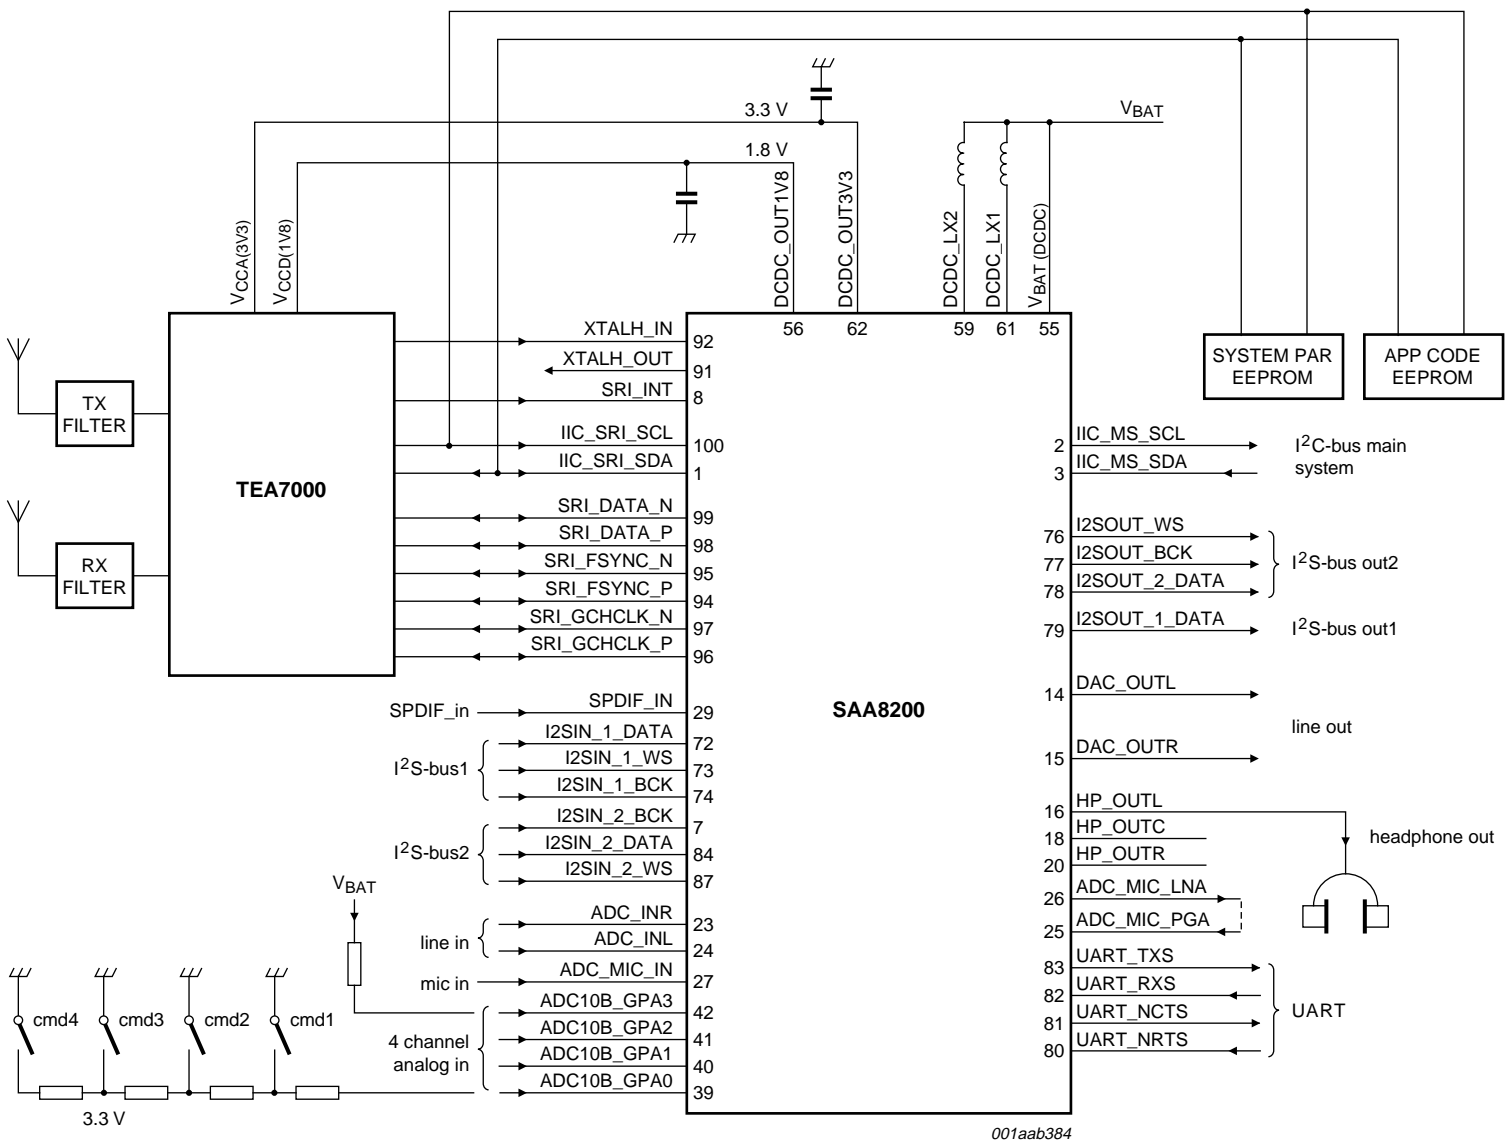 3.3 V
1.8 V
VBAT
VCCA(3V3)
VCCD(1V8)
DCDC_OUT1V8
DCDC_OUT3V3
DCDC_LX2
DCDC_LX1
VBAT (DCDC)
56
62
59
61
55
SYSTEM PAR
EEPROM
APP CODE
EEPROM
TX
FILTER
RX
FILTER
TEA7000
SAA8200
XTALH_IN
92
XTALH_OUT
91
SRI_INT
8
IIC_SRI_SCL
100
IIC_SRI_SDA
1
SRI_DATA_N
99
SRI_DATA_P
98
SRI_FSYNC_N
95
SRI_FSYNC_P
94
SRI_GCHCLK_N
97
SRI_GCHCLK_P
96
SPDIF_in
SPDIF_IN
29
I2S-bus1
I2SIN_1_DATA
72
I2SIN_1_WS
73
I2SIN_1_BCK
74
I2S-bus2
I2SIN_2_BCK
7
I2SIN_2_DATA
84
I2SIN_2_WS
87
line in
ADC_INR
23
ADC_INL
24
mic in
ADC_MIC_IN
27
4 channel
analog in
ADC10B_GPA3
42
ADC10B_GPA2
41
ADC10B_GPA1
40
ADC10B_GPA0
39
VBAT
cmd4
cmd3
cmd2
cmd1
3.3 V
2
IIC_MS_SCL
3
IIC_MS_SDA
I2C-bus main
system
76
I2SOUT_WS
77
I2SOUT_BCK
78
I2SOUT_2_DATA
I2S-bus out2
79
I2SOUT_1_DATA
I2S-bus out1
14
DAC_OUTL
15
DAC_OUTR
line out
16
HP_OUTL
18
HP_OUTC
20
HP_OUTR
headphone out
26
ADC_MIC_LNA
25
ADC_MIC_PGA
83
UART_TXS
82
UART_RXS
81
UART_NCTS
80
UART_NRTS
UART
001aab384